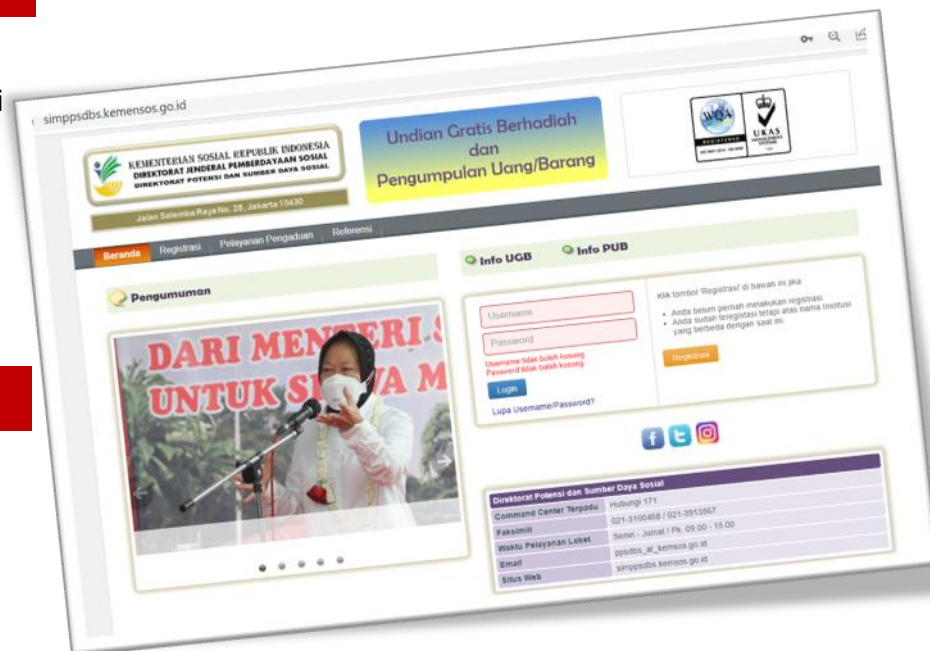 i
simppsdbs.kemensos.go.id
KEMENTERIAN SOSIAL REPUBLIK INDONESIA
DIREKTORAT JENDERAL PEMBERDAYAAN SOSIAL
DIREKTORAT POTENSI DAN SUMBER DAYA SOSIAL
Jalan Salemba Raya No. 28, Jakarta 10430
Undian Gratis Berhadiah
dan
Pengumpulan Uang/Barang
WQA
REGISTERED
UKAS
Beranda Registrasi Pelayanan Pengaduan Referensi
Pengumuman
DARI MENTERI S
UNTUK S WA M
Info UGB Info PUB
Username
Password
Username tidak boleh kosong.
Password tidak boleh kosong.
Login
Lupa Username/Password?
Klik tombol 'Registrasi' di bawah ini jika
Anda belum pernah melakukan registrasi.
Anda sudah teregistasi tetapi atas nama Institusi
yang berbeda dengan saat ini.
Registrasi
Direktorat Potensi dan Sumber Daya Sosial
Command Center Terpadu Hubungi 171
Faksimili 021-3100468 / 021-3913567
Waktu Pelayanan Loket Senin - Jumat / Pk. 09.00 - 15.00
Email ppsdbs_at_kemsos.go.id
Situs Web simppsdbs.kemsos.go.id